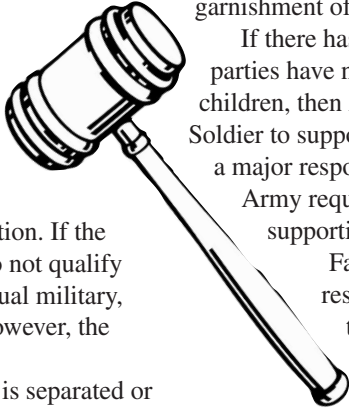 tion. If the
not qualify
ual military,
owever, the
is separated or
garnishment of
If there has
parties have n
children, then
Soldier to suppo
a major respo
Army requ
supporti
Fa
res
t